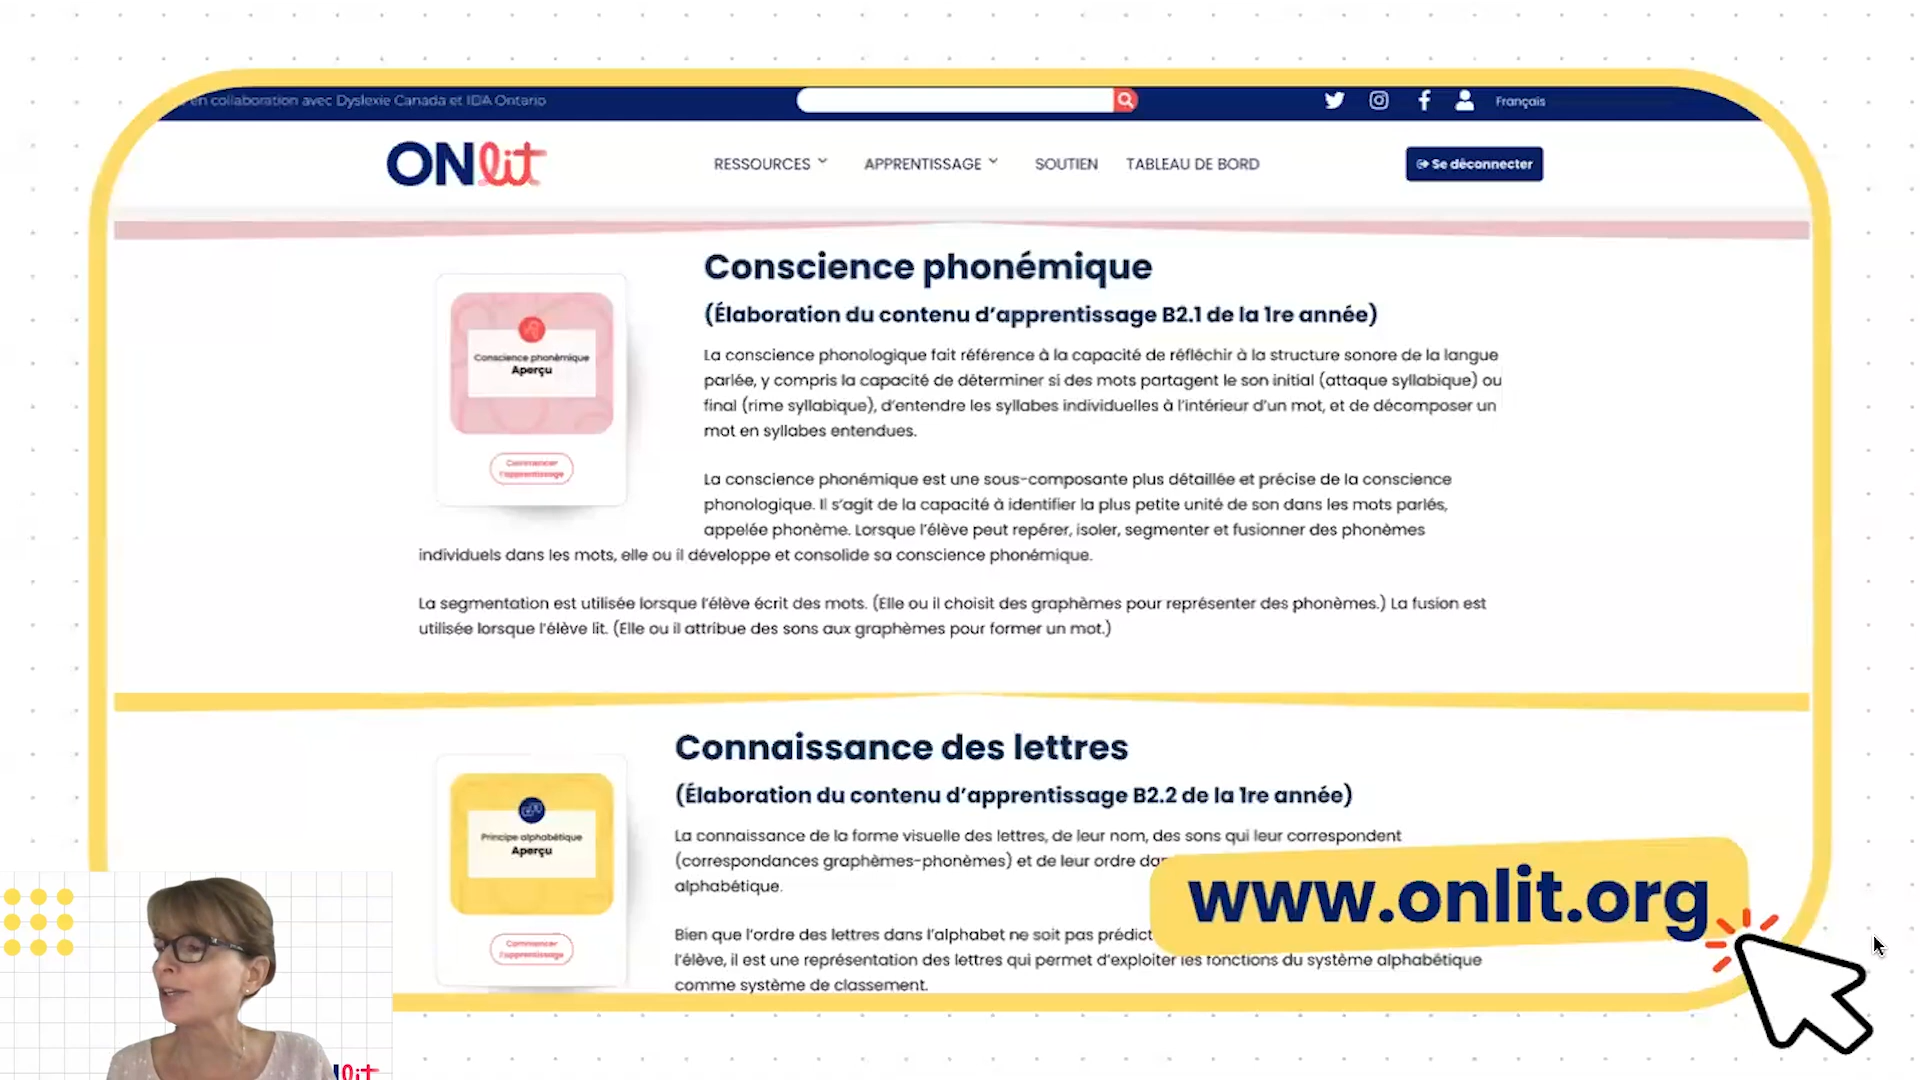 en collaboration avec Dyslexie Canada et IDA Ontario
Français
ONlit
RESSOURCES
APPRENTISSAGE
SOUTIEN
TABLEAU DE BORD
Se déconnecter
Conscience phonémique
Aperçu
Commencer
l'apprentissage
Conscience phonémique
(Élaboration du contenu d'apprentissage B2.1 de la 1re année)
La conscience phonologique fait référence à la capacité de réfléchir à la structure sonore de la langue
parlée, y compris la capacité de déterminer si des mots partagent le son initial (attaque syllabique) ou
final (rime syllabique), d'entendre les syllabes individuelles à l'intérieur d'un mot, et de décomposer un
mot en syllabes entendues.
La conscience phonémique est une sous-composante plus détaillée et précise de la conscience
phonologique. Il s'agit de la capacité à identifier la plus petite unité de son dans les mots parlés,
appelée phonème. Lorsque l'élève peut repérer, isoler, segmenter et fusionner des phonèmes
individuels dans les mots, elle ou il développe et consolide sa conscience phonémique.
La segmentation est utilisée lorsque l'élève écrit des mots. (Elle ou il choisit des graphèmes pour représenter des phonèmes.) La fusion est
utilisée lorsque l'élève lit. (Elle ou il attribue des sons aux graphèmes pour former un mot.)
Principe alphabétique
Aperçu
Commencer
l'apprentissage
Connaissance des lettres
(Élaboration du contenu d'apprentissage B2.2 de la 1re année)
La connaissance de la forme visuelle des lettres, de leur nom, des sons qui leur correspondent
(correspondances graphèmes-phonèmes) et de leur ordre
alphabétique.
Bien que l'ordre des lettres dans l'alphabet ne soit pas
l'élève, il est une représentation des lettres qui permet d'exploiter les fonctions du système alphabétique
comme système de classement.
www.onlit.org
lit